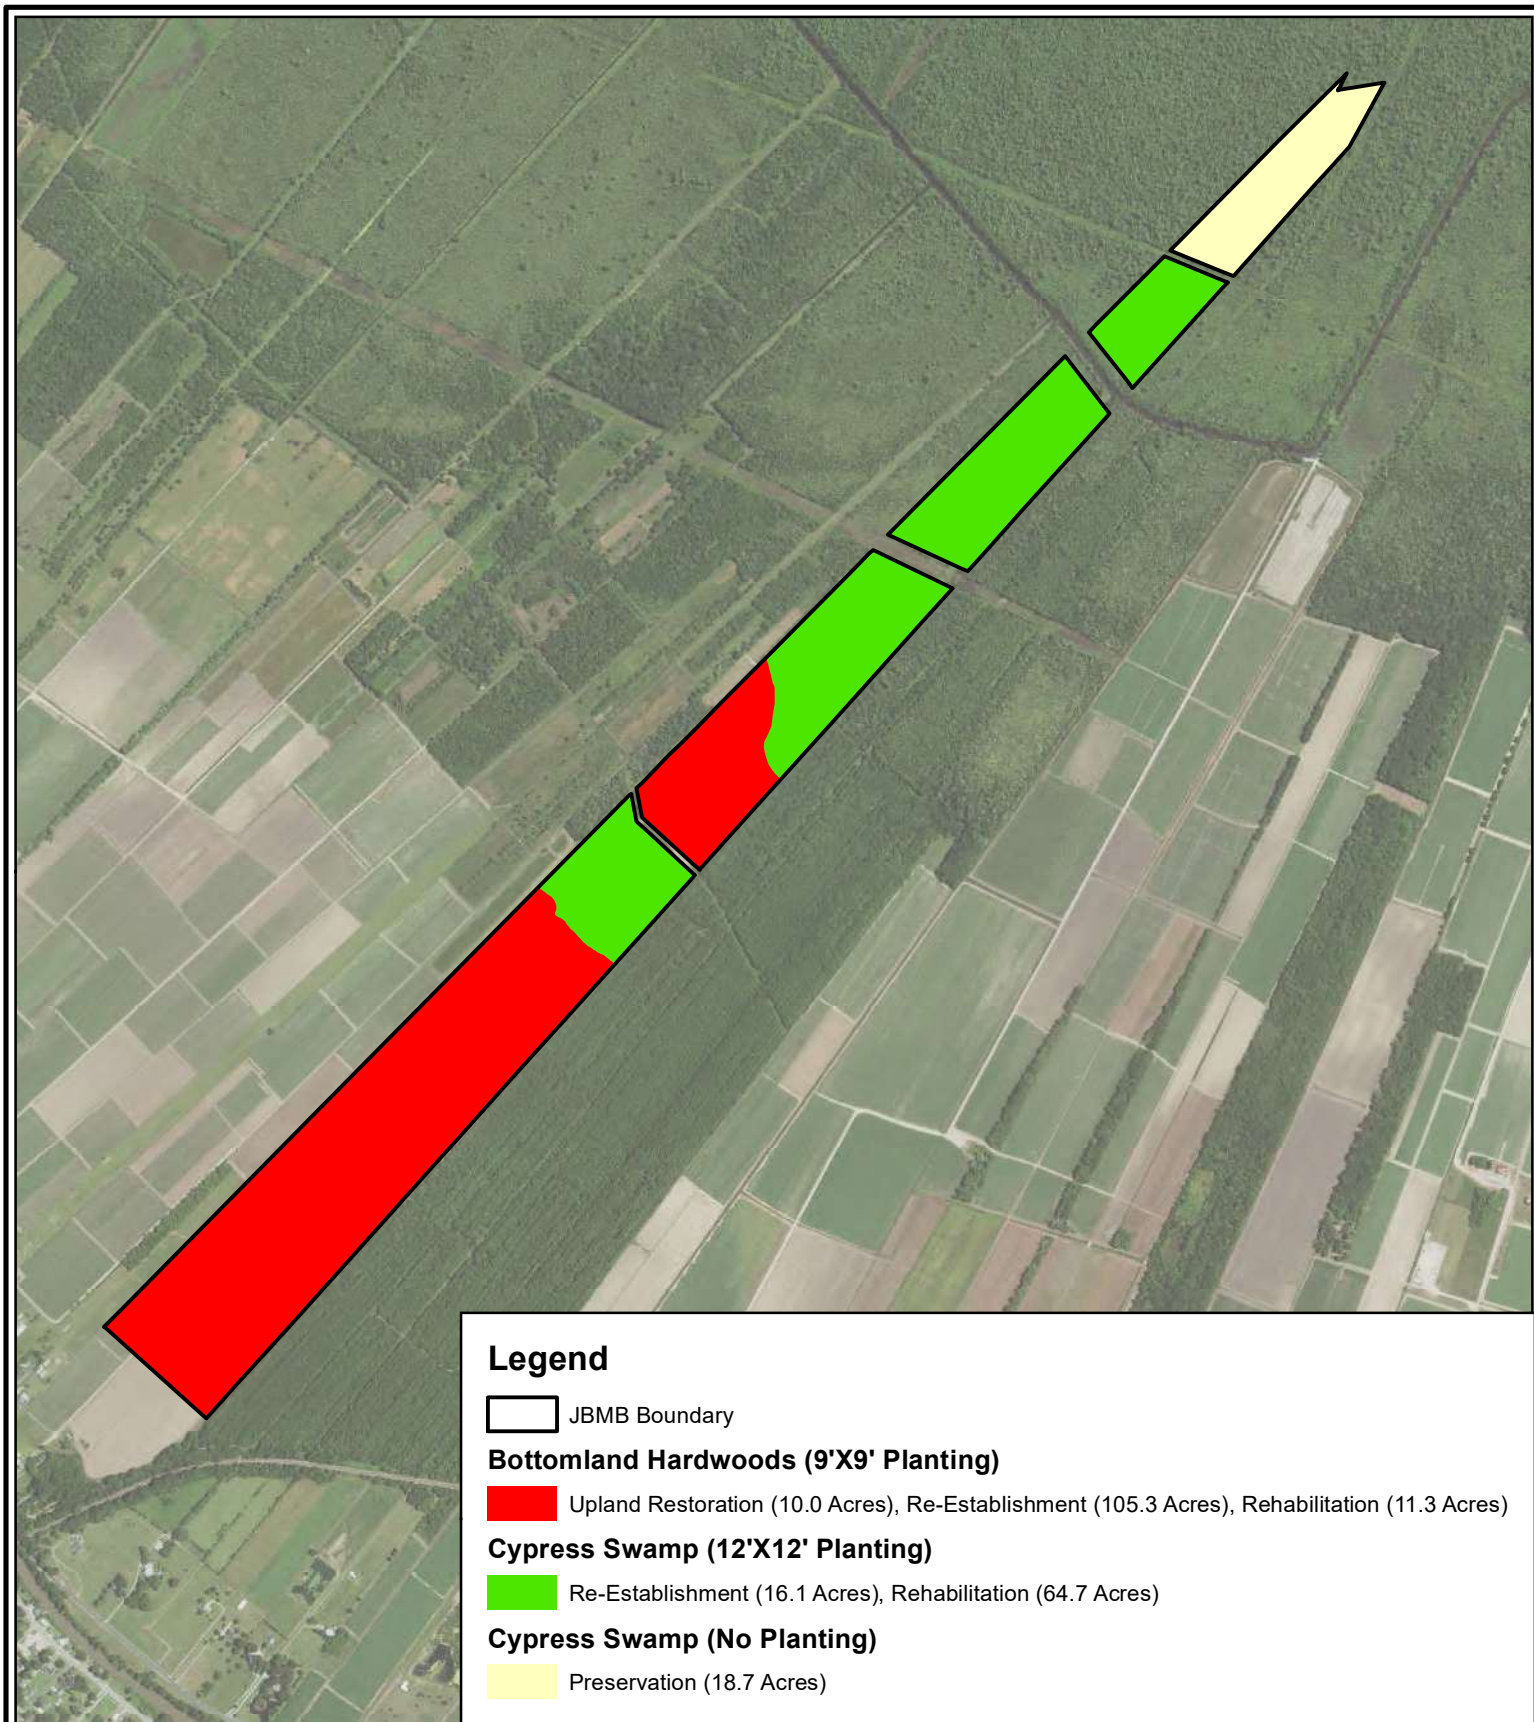 Legend
JBMB Boundary
Bottomland Hardwoods (9'X9' Planting)
Upland Restoration (10.0 Acres), Re-Establishment (105.3 Acres), Rehabilitation (11.3 Acres)
Cypress Swamp (12'X12' Planting)
Re-Establishment (16.1 Acres), Rehabilitation (64.7 Acres)
Cypress Swamp (No Planting)
Preservation (18.7 Acres)